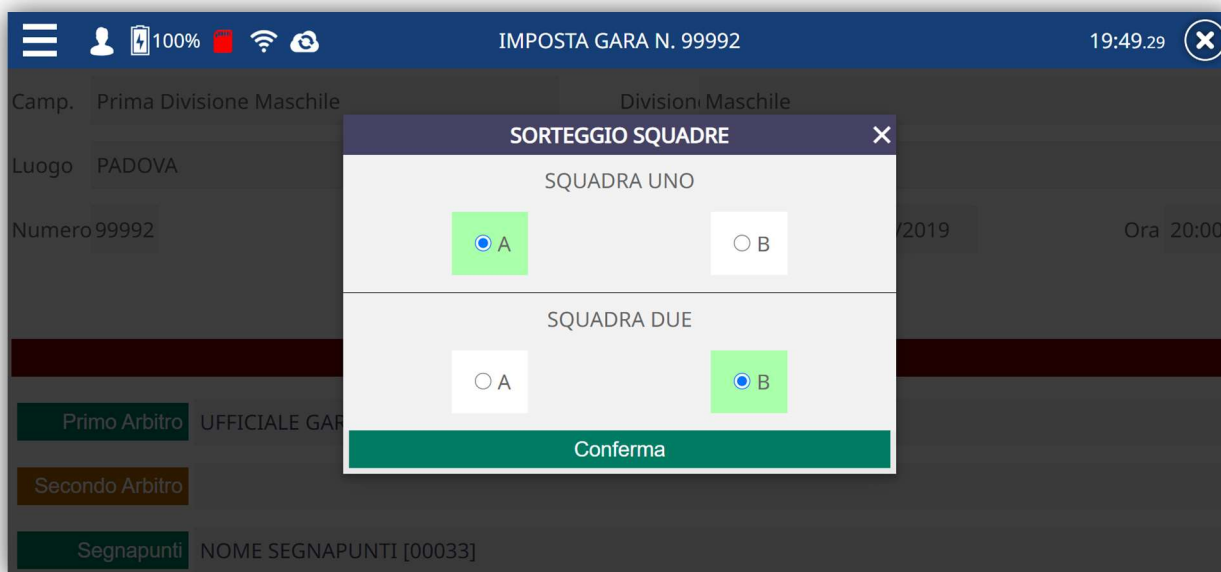 100% IMPOSTA GARA N. 99992 19:49.29
Camp. Prima Divisione Maschile Division Maschile
SORTEGGIO SQUADRE
Luogo PADOVA
SQUADRA UNO
Numero 99992 /2019 Ora 20:00
A B
SQUADRA DUE
A B
Primo Arbitro UFFICIALE GAR
Conferma
Secondo Arbitro
Segnapunti NOME SEGNAPUNTI [00033]